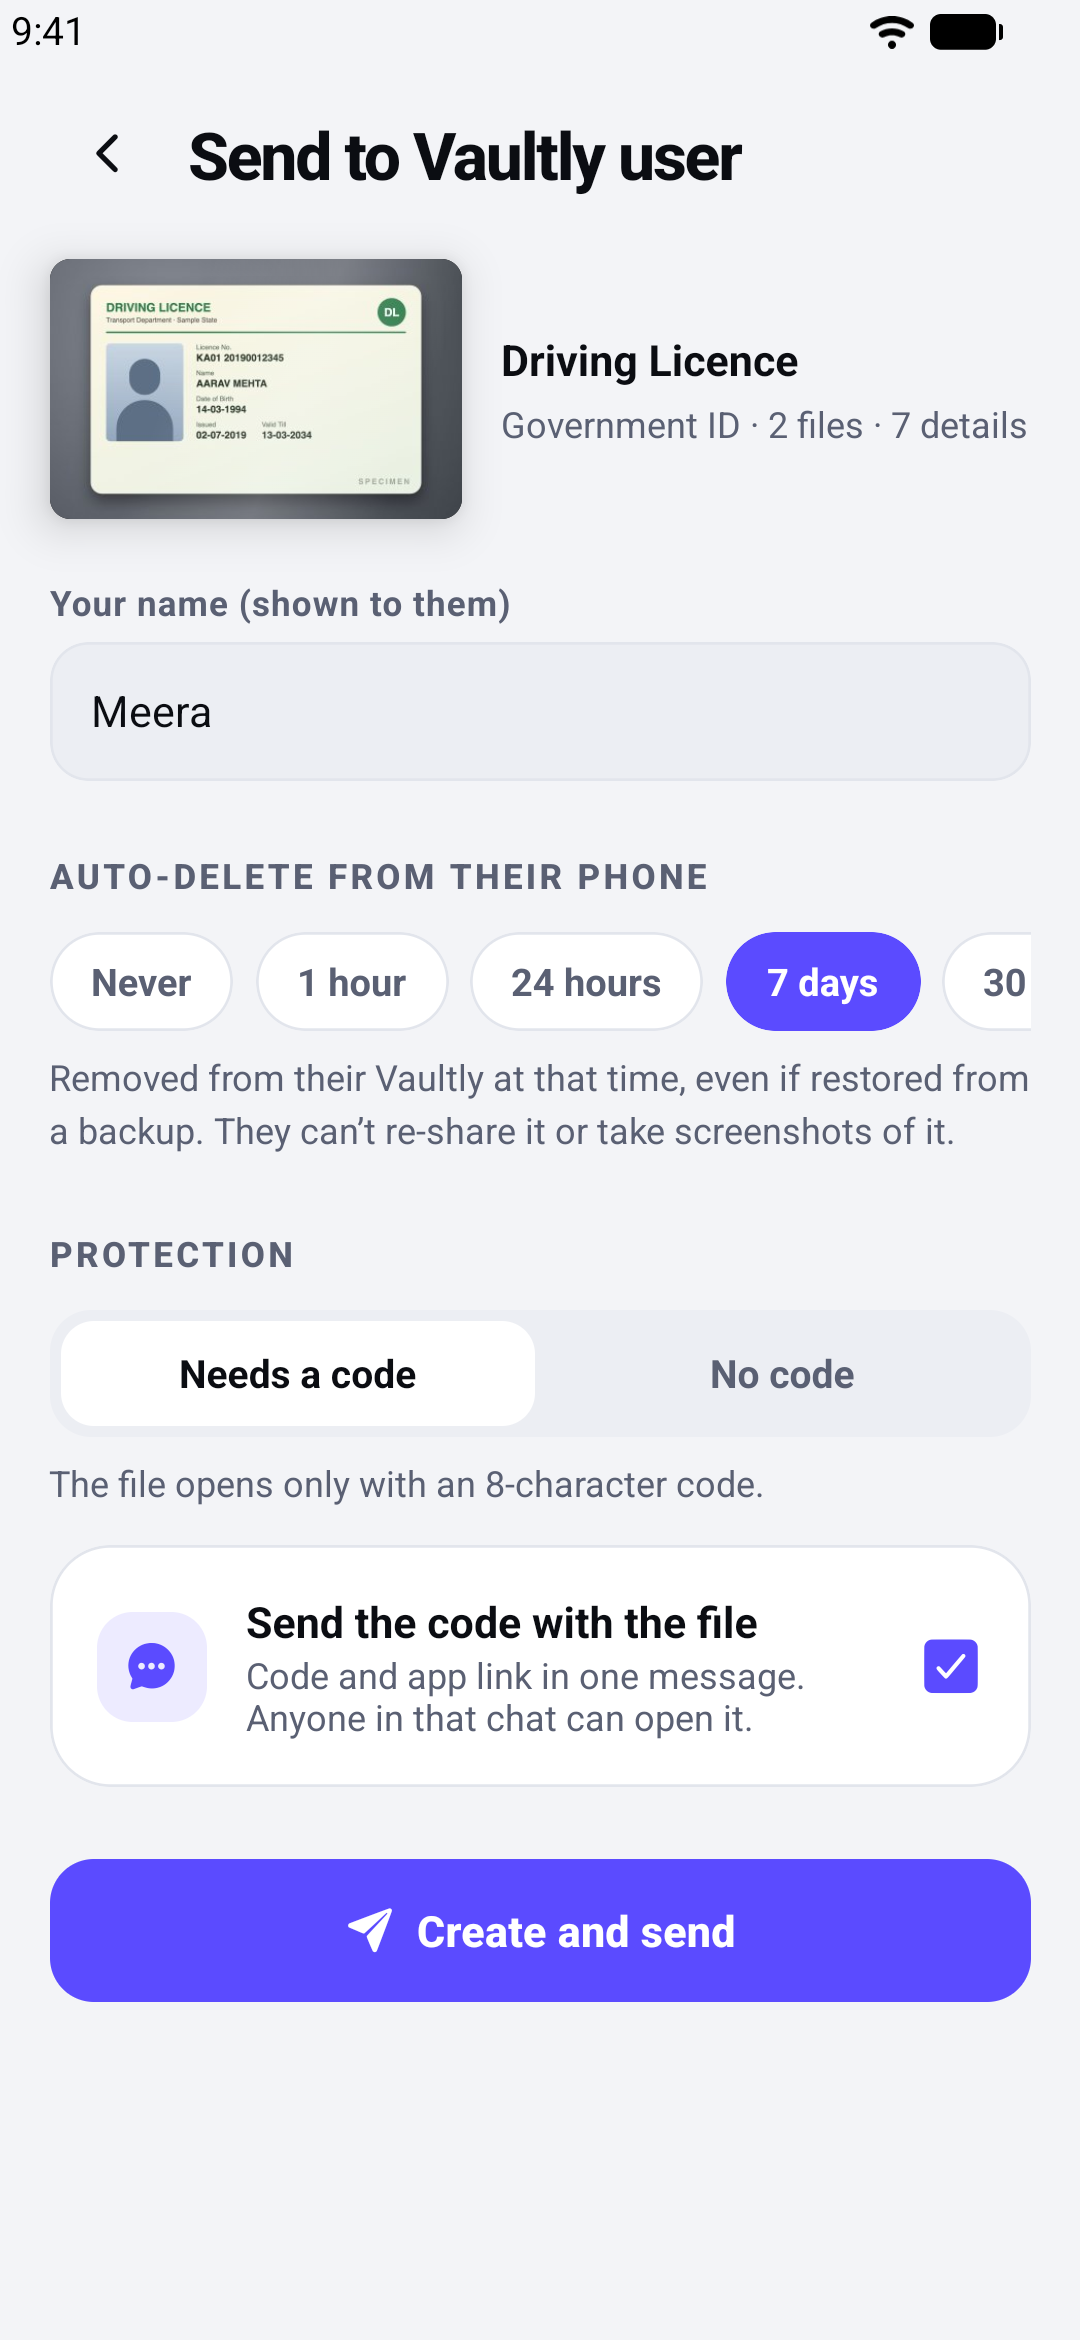 9:41
Send to Vaultly user
DRIVING LICENCE
Transport Department · Sample State
DL
Licence No.
KA01 20190012345
Name
AARAV MEHTA
Date of Birth
14-03-1994
Issued Valid Till
02-07-2019 13-03-2034
SPECIMEN
Driving Licence
Government ID · 2 files · 7 details
Your name (shown to them)
Meera
AUTO-DELETE FROM THEIR PHONE
Never 1 hour 24 hours 7 days 30
Removed from their Vaultly at that time, even if restored from
a backup. They can’t re-share it or take screenshots of it.
PROTECTION
Needs a code No code
The file opens only with an 8-character code.
Send the code with the file
Code and app link in one message.
Anyone in that chat can open it.
Create and send